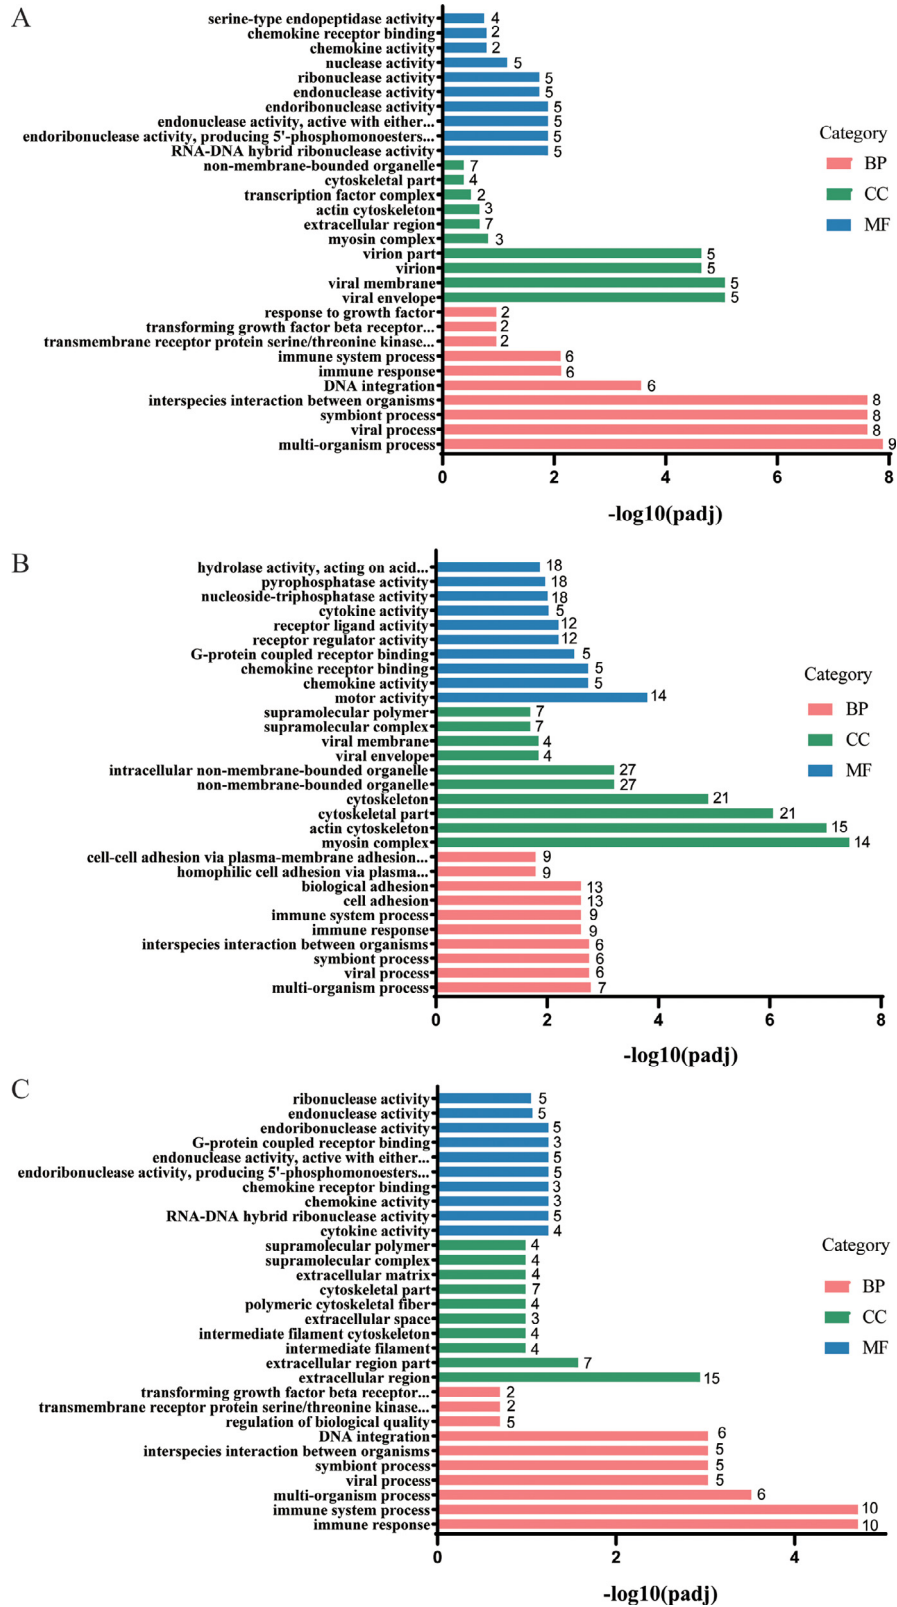 A
serine-type endopeptidase activity 4
chemokine receptor binding 2
chemokine activity 2
nuclease activity 5
ribonuclease activity 5
endonuclease activity 5
endoribonuclease activity 5
endonuclease activity, active with either... 5
endoribonuclease activity, producing 5'-phosphomonoesters... 5
RNA-DNA hybrid ribonuclease activity 5
non-membrane-bounded organelle 7
cytoskeletal part 4
transcription factor complex 2
actin cytoskeleton 3
extracellular region 7
myosin complex 3
virion part 5
virion 5
viral membrane 5
viral envelope 5
response to growth factor 2
transforming growth factor beta receptor... 2
transmembrane receptor protein serine/threonine kinase... 2
immune system process 6
immune response 6
DNA integration 6
interspecies interaction between organisms 8
symbiont process 8
viral process 8
multi-organism process 9
0 2 4 6 8
-log10(padj)
Category
BP
CC
MF
B
hydrolase activity, acting on acid... 18
pyrophosphatase activity 18
nucleoside-triphosphatase activity 18
cytokine activity 5
receptor ligand activity 12
receptor regulator activity 12
G-protein coupled receptor binding 5
chemokine receptor binding 5
chemokine activity 5
motor activity 14
supramolecular polymer 7
supramolecular complex 7
viral membrane 4
viral envelope 4
intracellular non-membrane-bounded organelle 27
non-membrane-bounded organelle 27
cytoskeleton 21
cytoskeletal part 21
actin cytoskeleton 15
myosin complex 14
cell-cell adhesion via plasma-membrane adhesion... 9
homophilic cell adhesion via plasma... 9
biological adhesion 13
cell adhesion 13
immune system process 9
immune response 9
interspecies interaction between organisms 6
symbiont process 6
viral process 6
multi-organism process 7
0 2 4 6 8
-log10(padj)
Category
BP
CC
MF
C
ribonuclease activity 5
endonuclease activity 5
endoribonuclease activity 5
G-protein coupled receptor binding 3
endonuclease activity, active with either... 5
endoribonuclease activity, producing 5'-phosphomonoesters... 5
chemokine receptor binding 3
chemokine activity 3
RNA-DNA hybrid ribonuclease activity 5
cytokine activity 4
supramolecular polymer 4
supramolecular complex 4
extracellular matrix 4
cytoskeletal part 7
polymeric cytoskeletal fiber 4
extracellular space 3
intermediate filament cytoskeleton 4
intermediate filament 4
extracellular region part 7
extracellular region 15
transforming growth factor beta receptor... 2
transmembrane receptor protein serine/threonine kinase... 2
regulation of biological quality 5
DNA integration 6
interspecies interaction between organisms 5
symbiont process 5
viral process 5
multi-organism process 6
immune system process 10
immune response 10
0 2 4
-log10(padj)
Category
BP
CC
MF